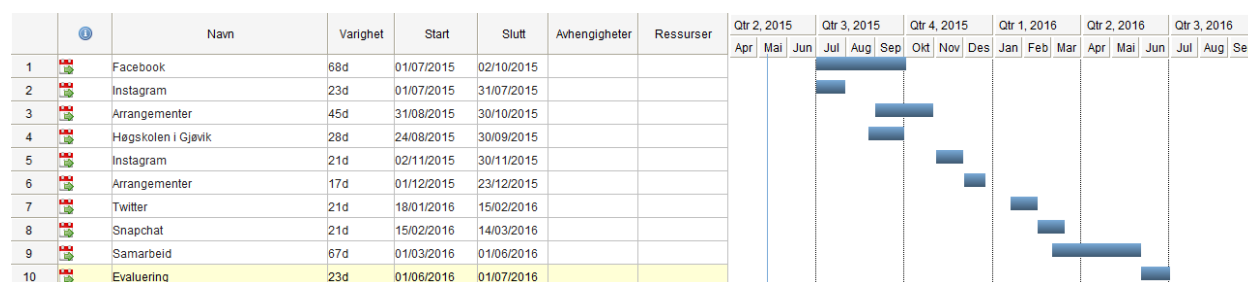 Qtr 2, 2015 Qtr 3, 2015 Qtr 4, 2015 Qtr 1, 2016 Qtr 2, 2016 Qtr 3, 2016
Navn Varighet Start Slutt Avhengigheter Ressurser
Apr Mai Jun Jul Aug Sep Okt Nov Des Jan Feb Mar Apr Mai Jun Jul Aug Se
1 Facebook 68d 01/07/2015 02/10/2015
2 Instagram 23d 01/07/2015 31/07/2015
3 Arrangementer 45d 31/08/2015 30/10/2015
4 Høgskolen i Gjøvik 28d 24/08/2015 30/09/2015
5 Instagram 21d 02/11/2015 30/11/2015
6 Arrangementer 17d 01/12/2015 23/12/2015
7 Twitter 21d 18/01/2016 15/02/2016
8 Snapchat 21d 15/02/2016 14/03/2016
9 Samarbeid 67d 01/03/2016 01/06/2016
10 Evaluering 23d 01/06/2016 01/07/2016